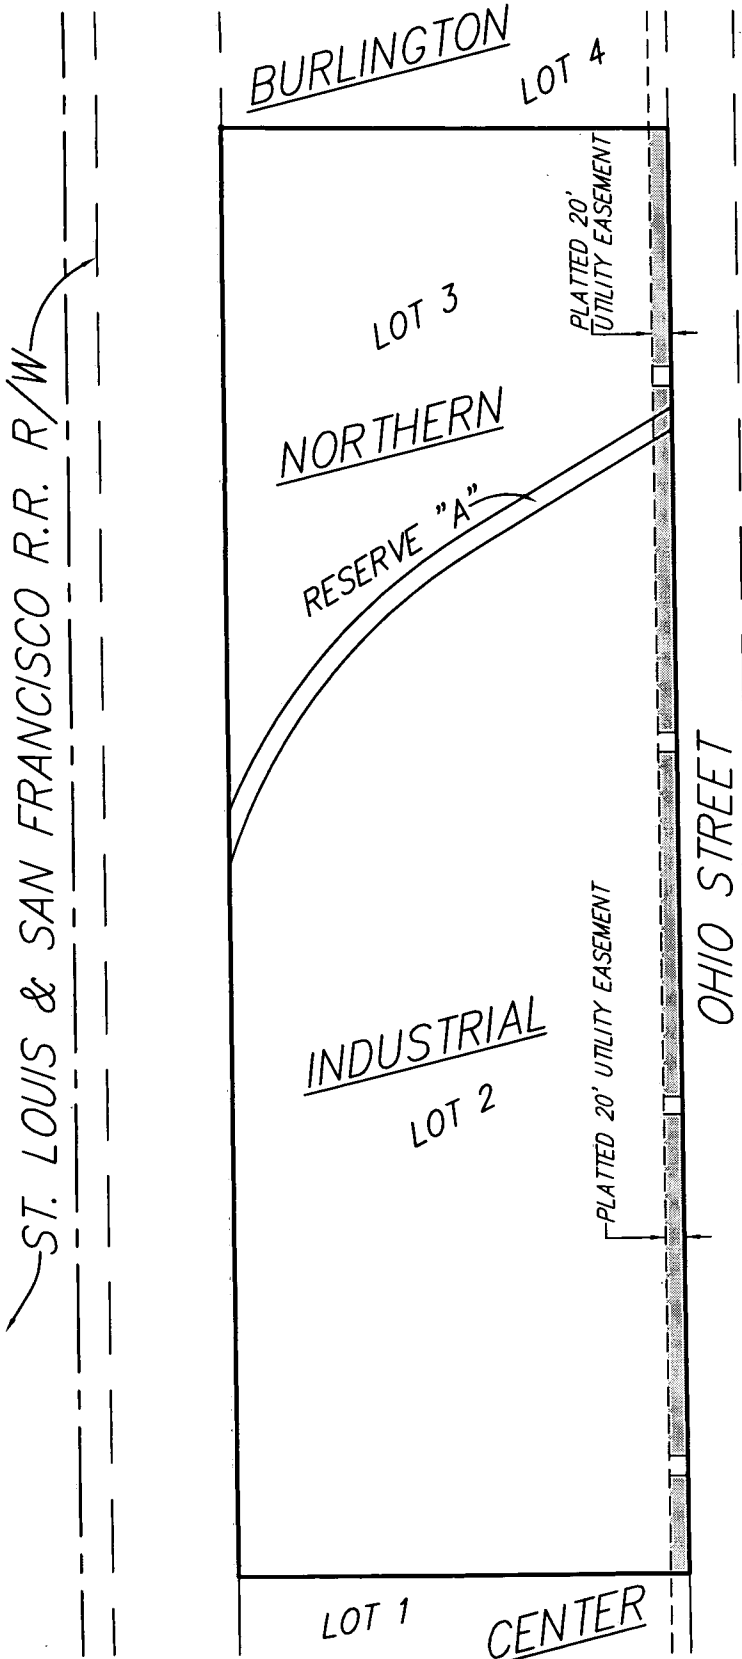 BURLINGTON
LOT 4
PLATTED 20'
UTILITY EASEMENT
LOT 3
NORTHERN
RESERVE "A"
ST. LOUIS & SAN FRANCISCO R.R. R/W
OHIO STREET
PLATTED 20' UTILITY EASEMENT
INDUSTRIAL
LOT 2
LOT 1
CENTER